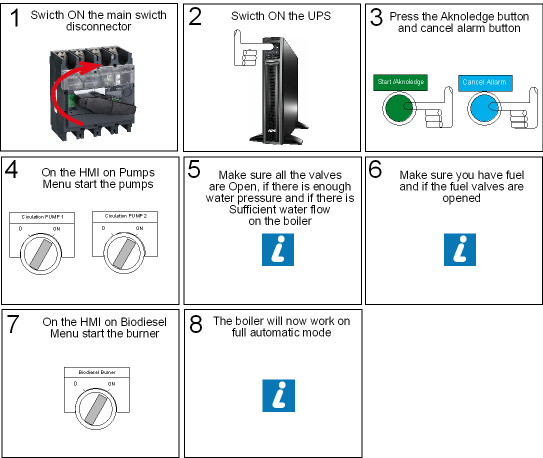 1
Swicth ON the main swicth
disconnector
2
Swicth ON the UPS
APC
3
Press the Aknoledge button
and cancel alarm button
Start /Aknoledge
Cancel Allarm
4
On the HMI on Pumps
Menu start the pumps
Cirulation PUMP 1
0 ON
Cirulation PUMP 2
0 ON
5
Make sure all the valves
are Open, if there is enough
water pressure and if there is
Sufficient water flow
on the boiler
i
6
Make sure you have fuel
and if the fuel valves are
opened
i
7
On the HMI on Biodiesel
Menu start the burner
Biodiesel Burner
0 ON
8
The boiler will now work on
full automatic mode
i